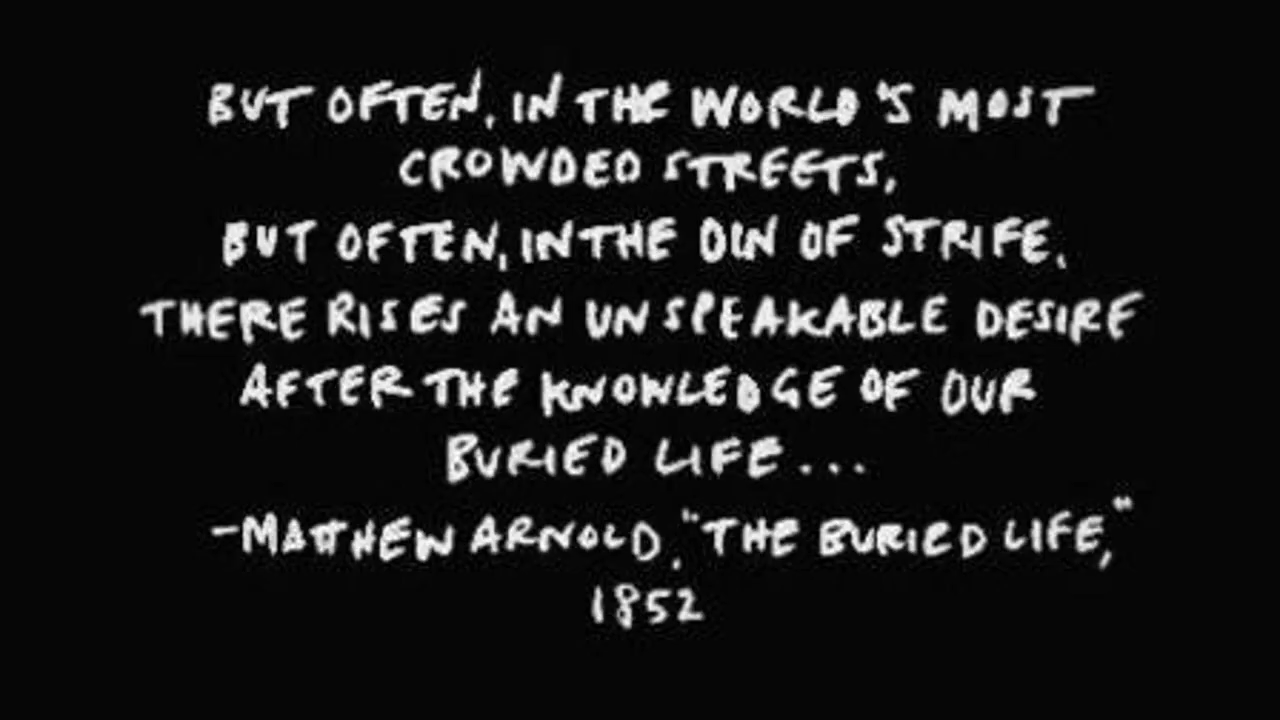 BUT OFTEN, IN THE WORLD'S MOST
CROWDED STREETS,
BUT OFTEN, IN THE DIN OF STRIFE,
THERE RISES AN UNSPEAKABLE DESIRE
AFTER THE KNOWLEDGE OF OUR
BURIED LIFE...
-MATTHEW ARNOLD, "THE BURIED LIFE,"
1852